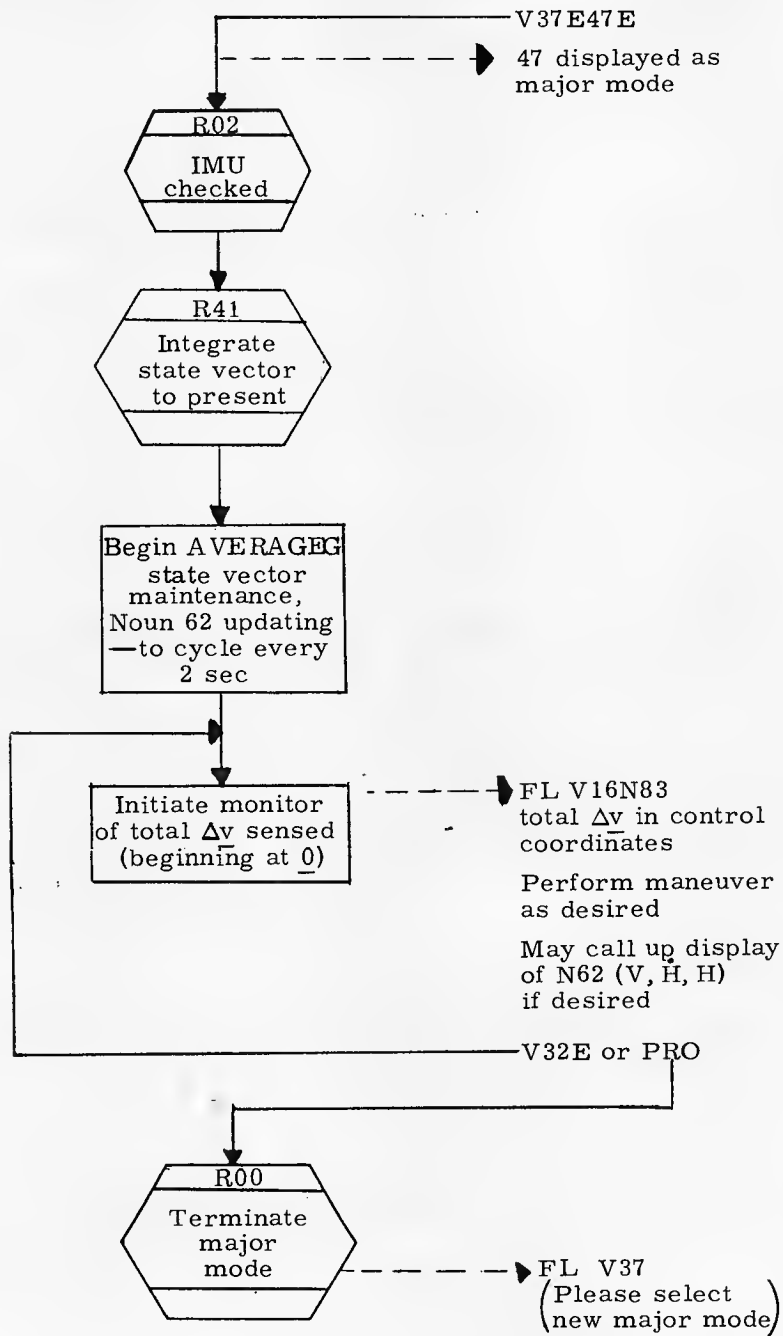 V37E47E
47 displayed as
major mode
R02
IMU
checked
R41
Integrate
state vector
to present
Begin AVERAGEG
state vector
maintenance,
Noun 62 updating
—to cycle every
2 sec
Initiate monitor
of total Δv sensed
(beginning at 0)
FL V16N83
total Δv in control
coordinates
Perform maneuver
as desired
May call up display
of N62 (V, Ḣ, H)
if desired
V32E or PRO
R00
Terminate
major
mode
FL V37
(Please select
new major mode)